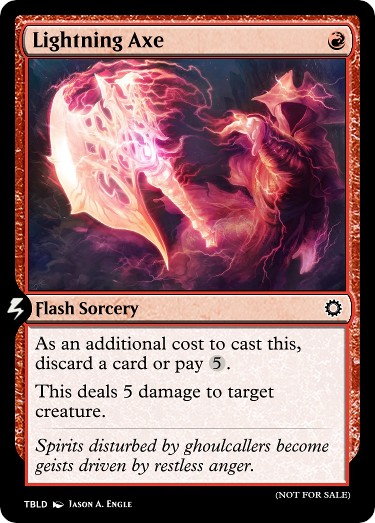 Lightning Axe
Flash Sorcery
As an additional cost to cast this,
discard a card or pay 5.
This deals 5 damage to target
creature.
Spirits disturbed by ghoulcallers become
geists driven by restless anger.
TBLD Jason A. Engle
(NOT FOR SALE)